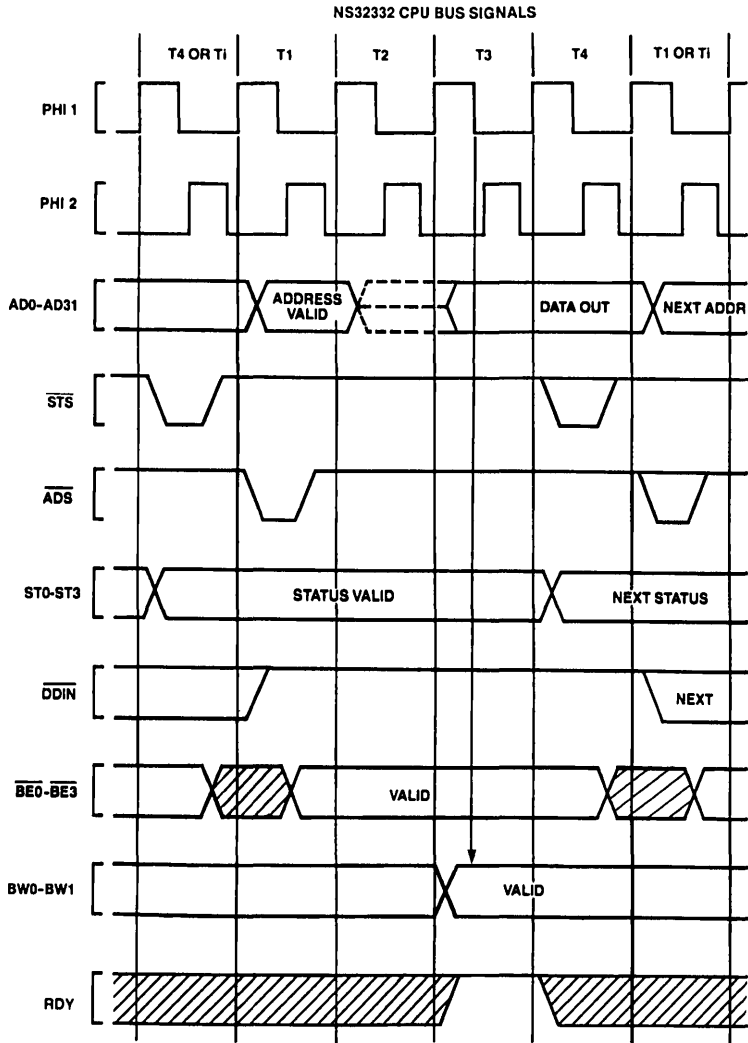 NS32332 CPU BUS SIGNALS
T4 OR Ti T1 T2 T3 T4 T1 OR Ti
PHI 1
PHI 2
AD0-AD31 ADDRESS VALID DATA OUT NEXT ADDR
STS
ADS
ST0-ST3 STATUS VALID NEXT STATUS
DDIN NEXT
BE0-BE3 VALID
BW0-BW1 VALID
RDY